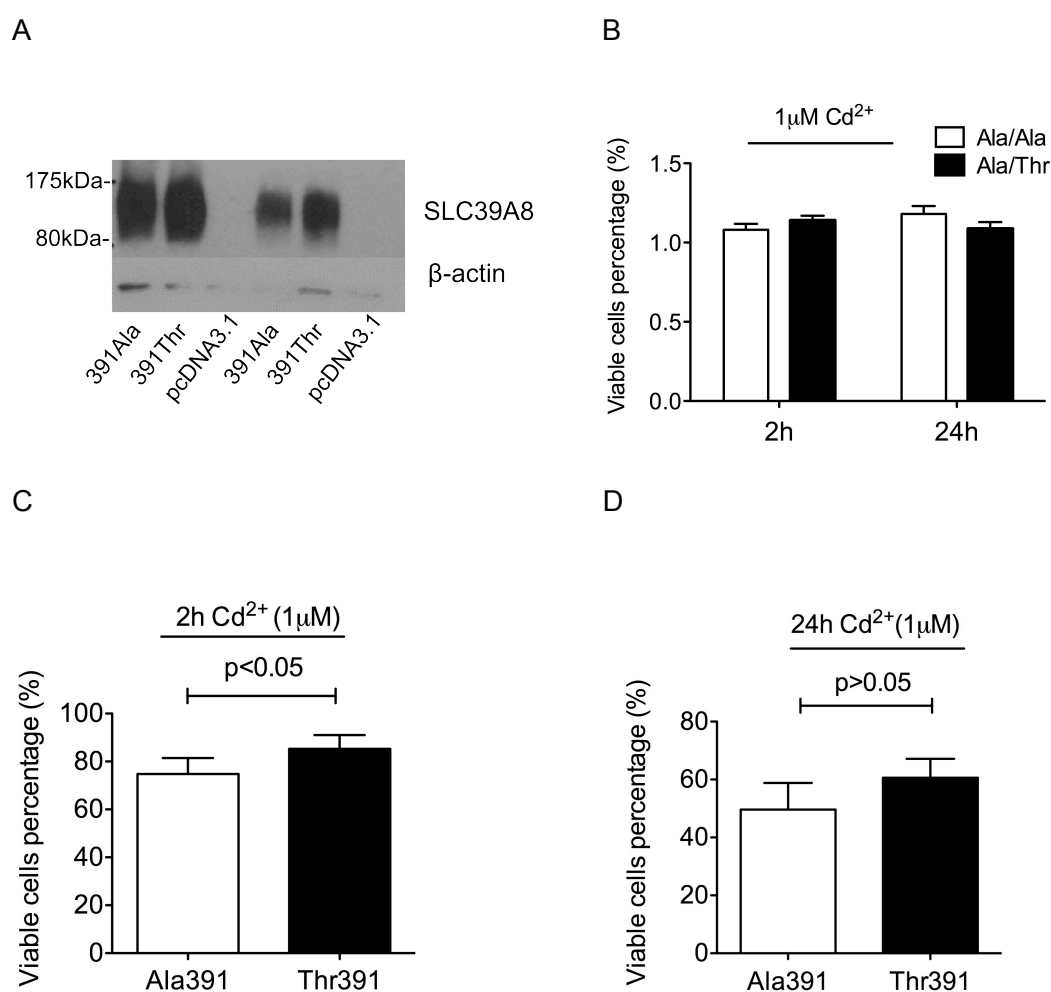 A
175kDa-
80kDa-
SLC39A8
β-actin
391Ala
391Thr
pcDNA3.1
391Ala
391Thr
pcDNA3.1
B
1μM Cd2+
Ala/Ala
Ala/Thr
Viable cells percentage (%)
1.5
1.0
0.5
0.0
2h
24h
C
2h Cd2+ (1μM)
p<0.05
Viable cells percentage (%)
100
80
60
40
20
0
Ala391
Thr391
D
24h Cd2+(1μM)
p>0.05
Viable cells percentage (%)
80
60
40
20
0
Ala391
Thr391